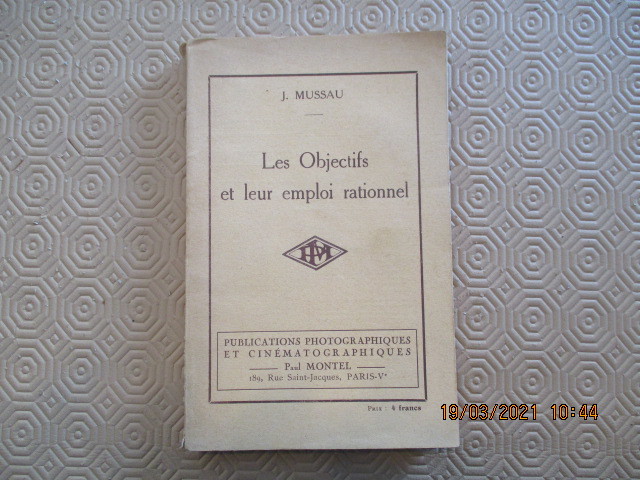 J. MUSSAU
Les Objectifs
et leur emploi rationnel
PUBLICATIONS PHOTOGRAPHIQUES
ET CINÉMATOGRAPHIQUES
Paul MONTEL
189, Rue Saint-Jacques, PARIS-Vᵉ
Prix : 4 francs
19/03/2021 10:44